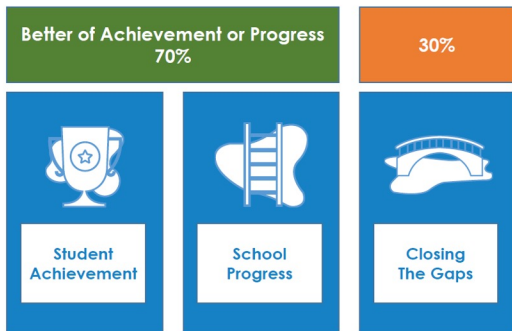 Better of Achievement or Progress
70%
30%
Student
Achievement
School
Progress
Closing
The Gaps